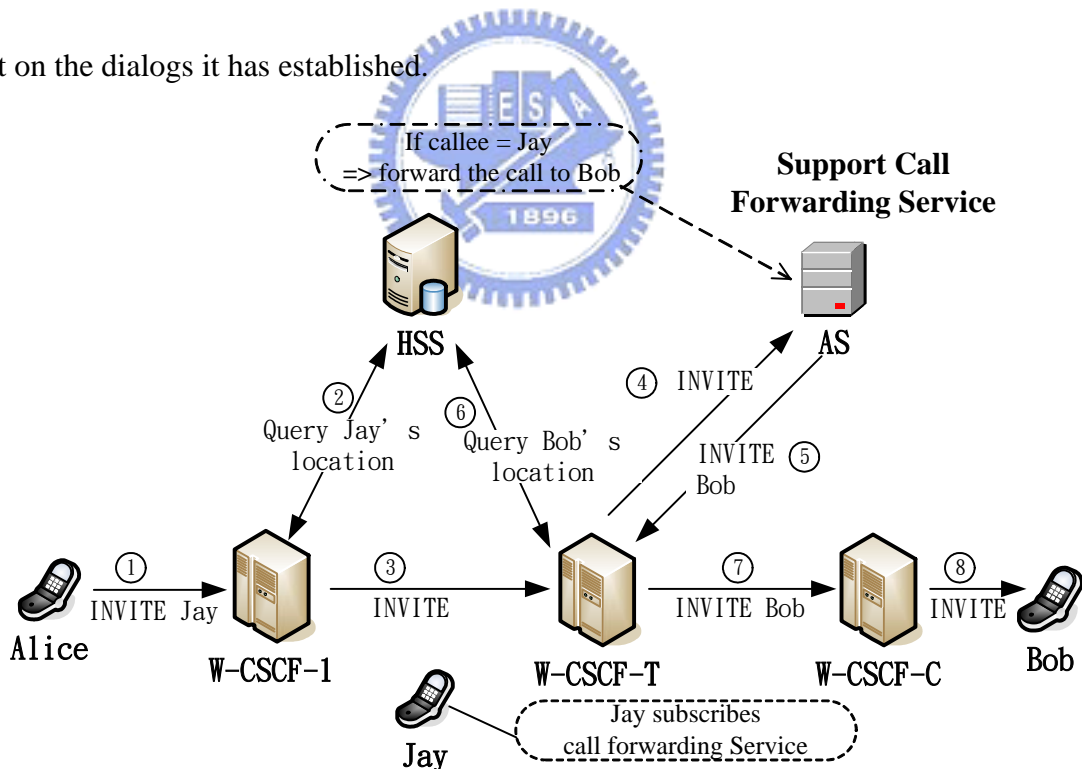 t on the dialogs it has established.
E S A
If callee = Jay
=> forward the call to Bob
1896
Support Call
Forwarding Service
HSS
AS
② Query Jay' s
location
⑥ Query Bob' s
location
④ INVITE
INVITE ⑤
Bob
① INVITE Jay
③ INVITE
⑦ INVITE Bob
⑧ INVITE
Alice
W-CSCF-1
W-CSCF-T
W-CSCF-C
Bob
Jay
Jay subscribes
call forwarding Service